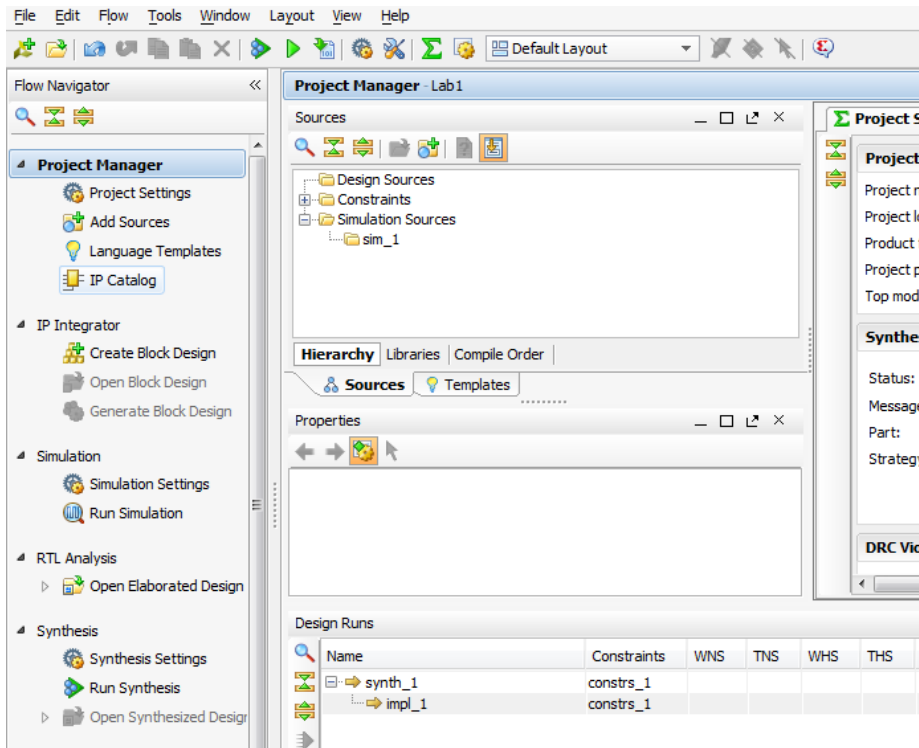 File Edit Flow Tools Window Layout View Help
Default Layout
Flow Navigator
Project Manager
Project Settings
Add Sources
Language Templates
IP Catalog
IP Integrator
Create Block Design
Open Block Design
Generate Block Design
Simulation
Simulation Settings
Run Simulation
RTL Analysis
Open Elaborated Design
Synthesis
Synthesis Settings
Run Synthesis
Open Synthesized Desigr
Project Manager - Lab1
Sources
Design Sources
Constraints
Simulation Sources
sim_1
Hierarchy Libraries Compile Order
Sources Templates
Properties
Project S
Project
Project n
Project lo
Product
Project p
Top mod
Synthe
Status:
Message
Part:
Strategy
DRC Vio
Design Runs
Name Constraints WNS TNS WHS THS
synth_1 constrs_1
impl_1 constrs_1